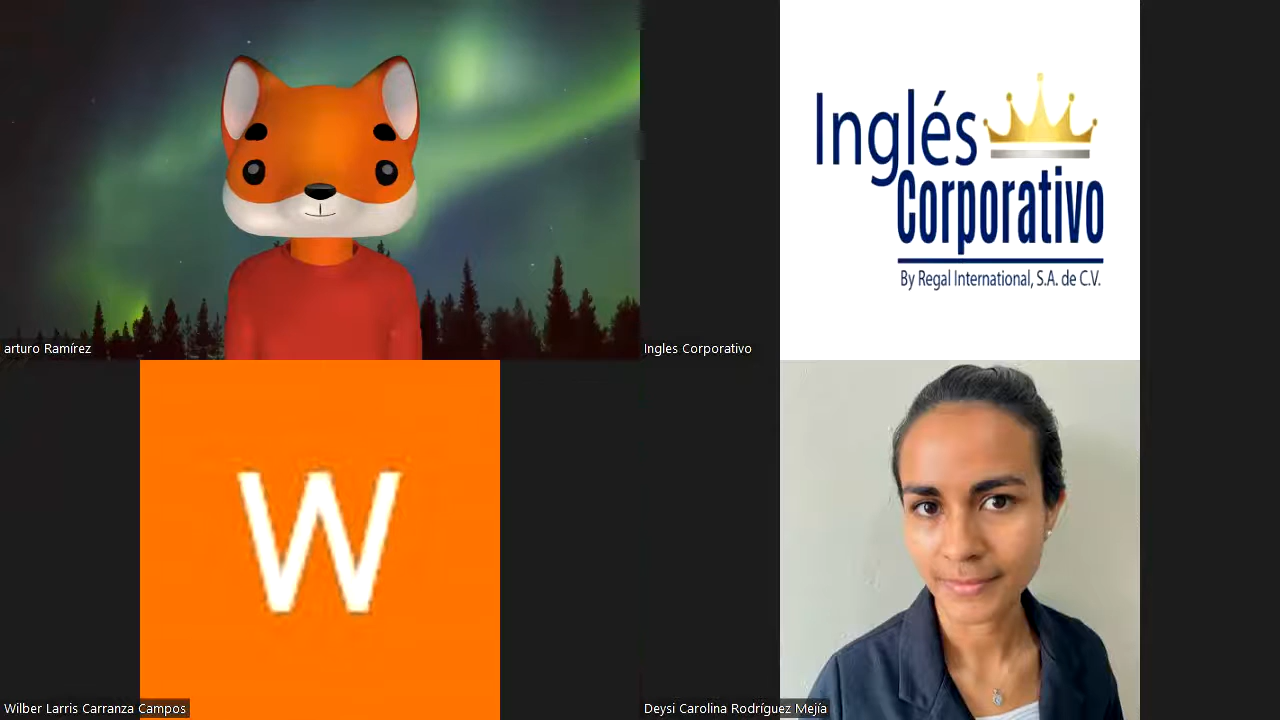 arturo Ramírez
Inglés
Corporativo
By Regal International, S.A. de C.V.
Ingles Corporativo
W
Wilber Larris Carranza Campos
Deysi Carolina Rodríguez Mejía